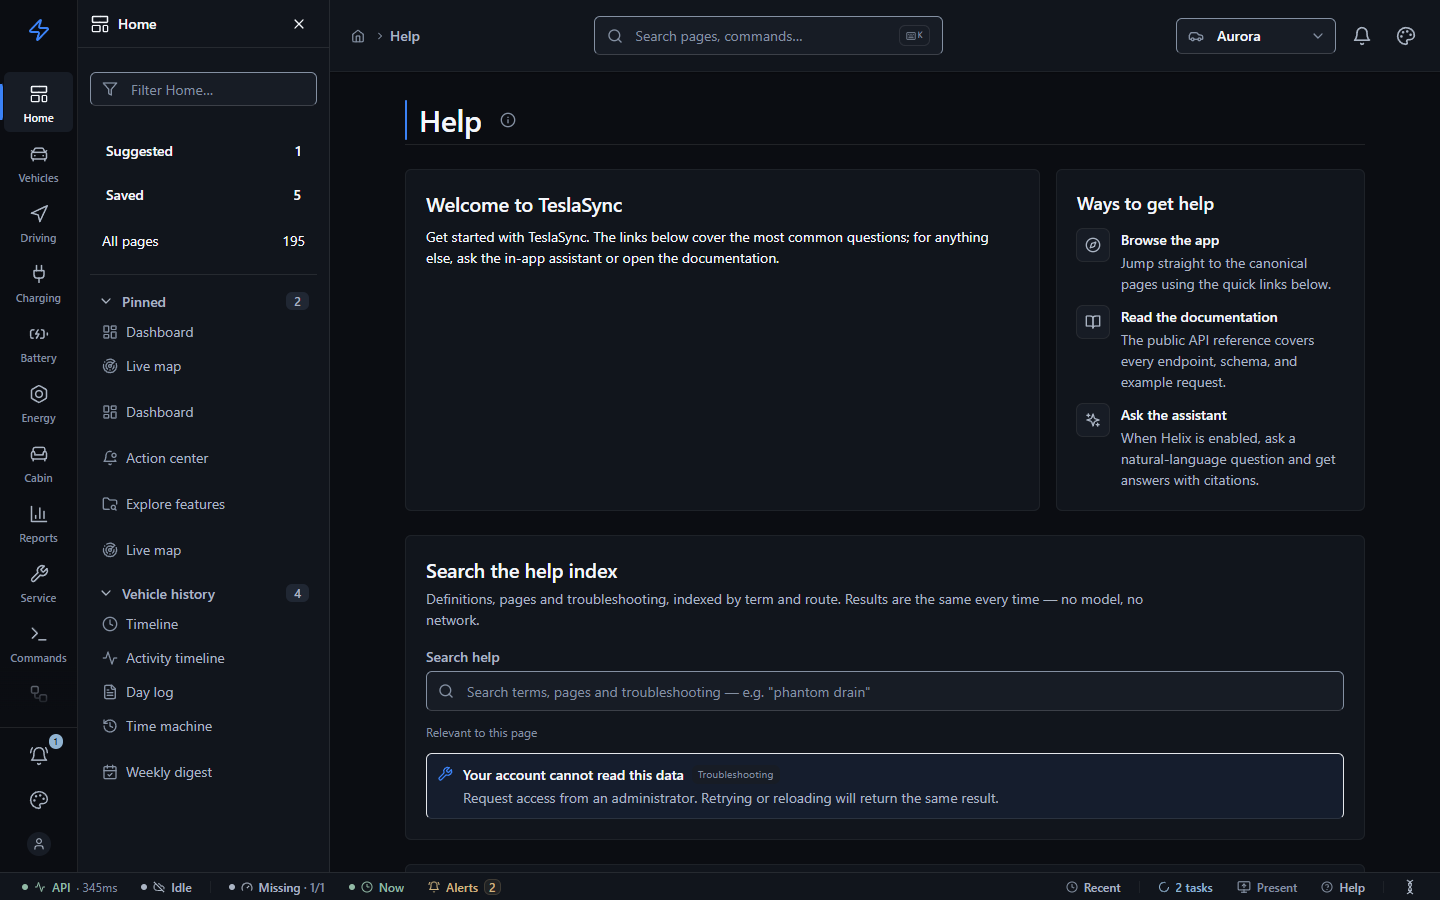 Home
Help
Search pages, commands...
K
Aurora
Home
Vehicles
Driving
Charging
Battery
Energy
Cabin
Reports
Service
Commands
1
Filter Home...
Suggested 1
Saved 5
All pages 195
Pinned 2
Dashboard
Live map
Dashboard
Action center
Explore features
Live map
Vehicle history 4
Timeline
Activity timeline
Day log
Time machine
Weekly digest
Help
Welcome to TeslaSync
Get started with TeslaSync. The links below cover the most common questions; for anything
else, ask the in-app assistant or open the documentation.
Ways to get help
Browse the app
Jump straight to the canonical
pages using the quick links below.
Read the documentation
The public API reference covers
every endpoint, schema, and
example request.
Ask the assistant
When Helix is enabled, ask a
natural-language question and get
answers with citations.
Search the help index
Definitions, pages and troubleshooting, indexed by term and route. Results are the same every time — no model, no
network.
Search help
Search terms, pages and troubleshooting — e.g. "phantom drain"
Relevant to this page
Your account cannot read this data Troubleshooting
Request access from an administrator. Retrying or reloading will return the same result.
API · 345ms
Idle
Missing · 1/1
Now
Alerts 2
Recent
2 tasks
Present
Help